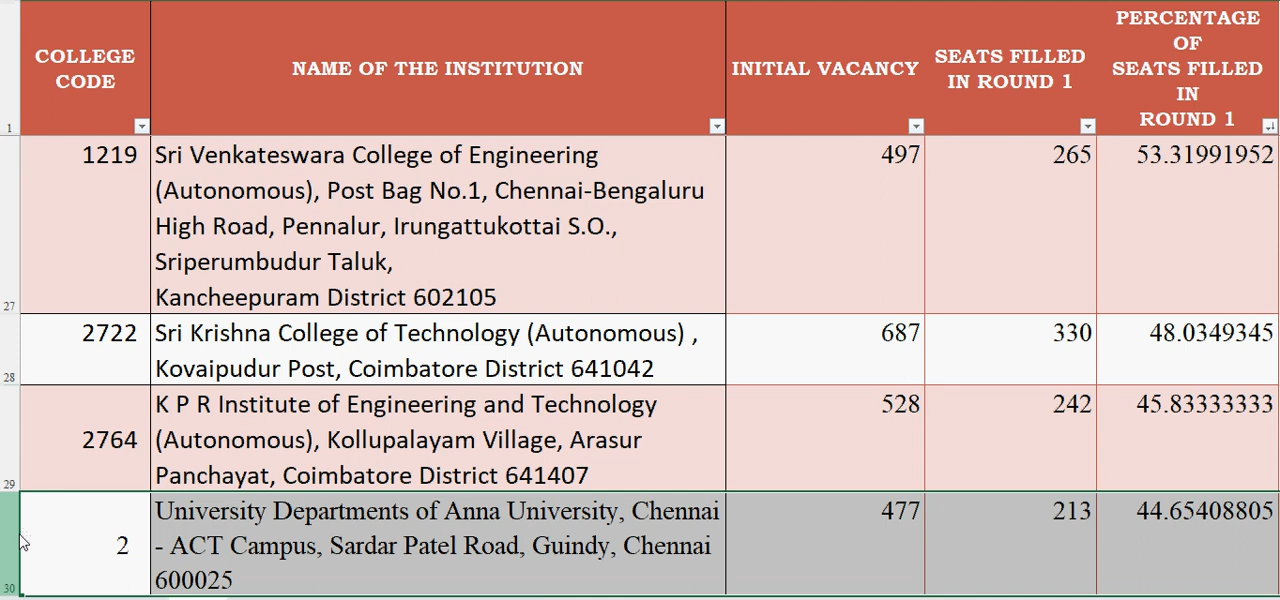 COLLEGE
CODE
NAME OF THE INSTITUTION
INITIAL VACANCY
SEATS FILLED
IN ROUND 1
PERCENTAGE
OF
SEATS FILLED
IN
ROUND 1
1
1219
Sri Venkateswara College of Engineering
(Autonomous), Post Bag No.1, Chennai-Bengaluru
High Road, Pennalur, Irungattukottai S.O.,
Sriperumbudur Taluk,
Kancheepuram District 602105
497
265
53.31991952
27
2722
Sri Krishna College of Technology (Autonomous) ,
Kovaipudur Post, Coimbatore District 641042
687
330
48.0349345
28
2764
K P R Institute of Engineering and Technology
(Autonomous), Kollupalayam Village, Arasur
Panchayat, Coimbatore District 641407
528
242
45.83333333
29
2
University Departments of Anna University, Chennai
- ACT Campus, Sardar Patel Road, Guindy, Chennai
600025
477
213
44.65408805
30